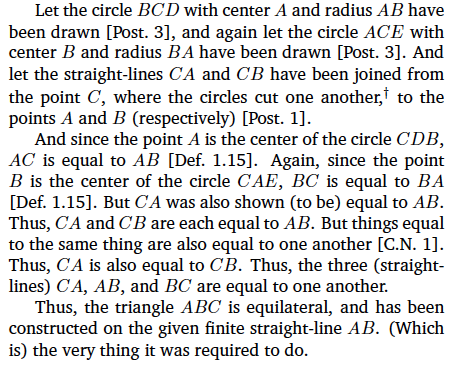 Let the circle BCD with center A and radius AB have
been drawn [Post. 3], and again let the circle ACE with
center B and radius BA have been drawn [Post. 3]. And
let the straight-lines CA and CB have been joined from
the point C, where the circles cut one another,† to the
points A and B (respectively) [Post. 1].
And since the point A is the center of the circle CDB,
AC is equal to AB [Def. 1.15]. Again, since the point
B is the center of the circle CAE, BC is equal to BA
[Def. 1.15]. But CA was also shown (to be) equal to AB.
Thus, CA and CB are each equal to AB. But things equal
to the same thing are also equal to one another [C.N. 1].
Thus, CA is also equal to CB. Thus, the three (straight-
lines) CA, AB, and BC are equal to one another.
Thus, the triangle ABC is equilateral, and has been
constructed on the given finite straight-line AB. (Which
is) the very thing it was required to do.